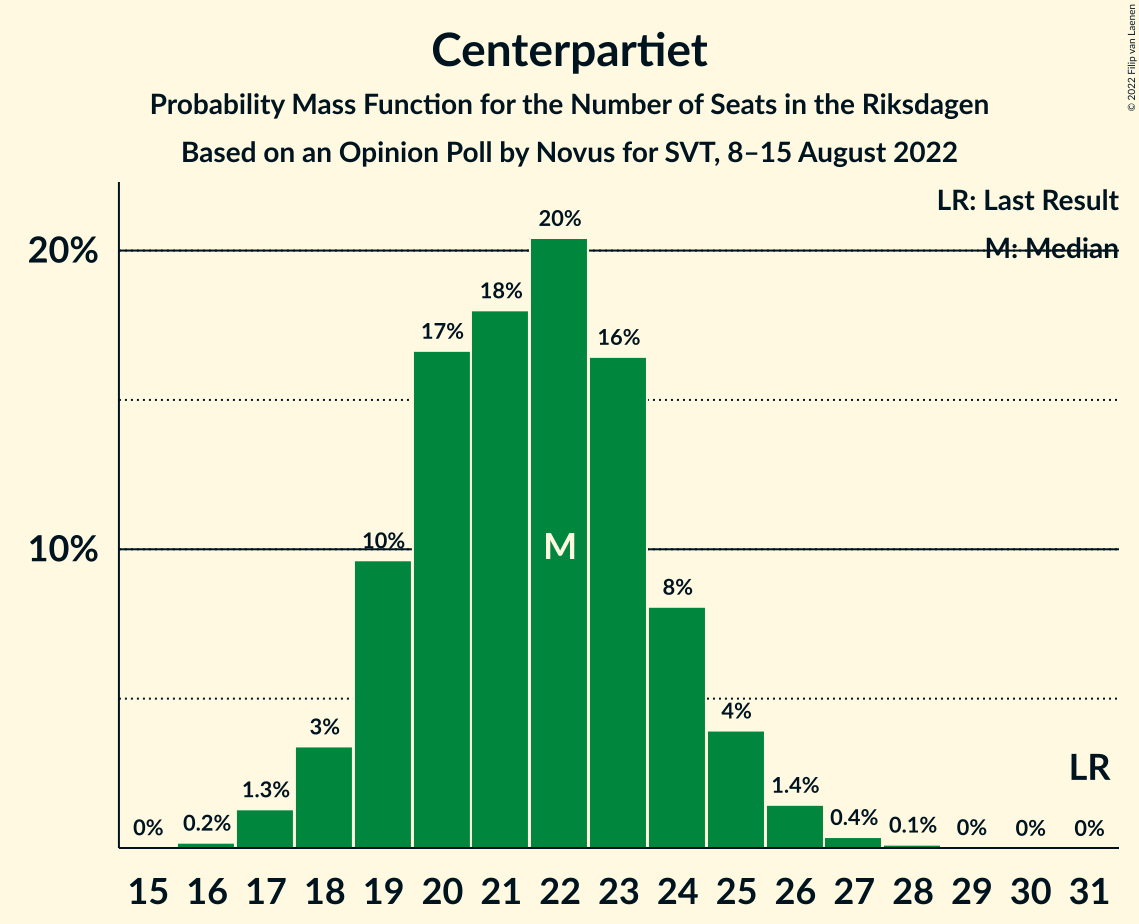 Centerpartiet
Probability Mass Function for the Number of Seats in the Riksdagen
Based on an Opinion Poll by Novus for SVT, 8–15 August 2022
© 2022 Filip van Laenen
LR: Last Result
M: Median
20%
10%
0%
0.2%
1.3%
3%
10%
17%
18%
20%
16%
8%
4%
1.4%
0.4%
0.1%
0%
0%
0%
M
LR
15 16 17 18 19 20 21 22 23 24 25 26 27 28 29 30 31